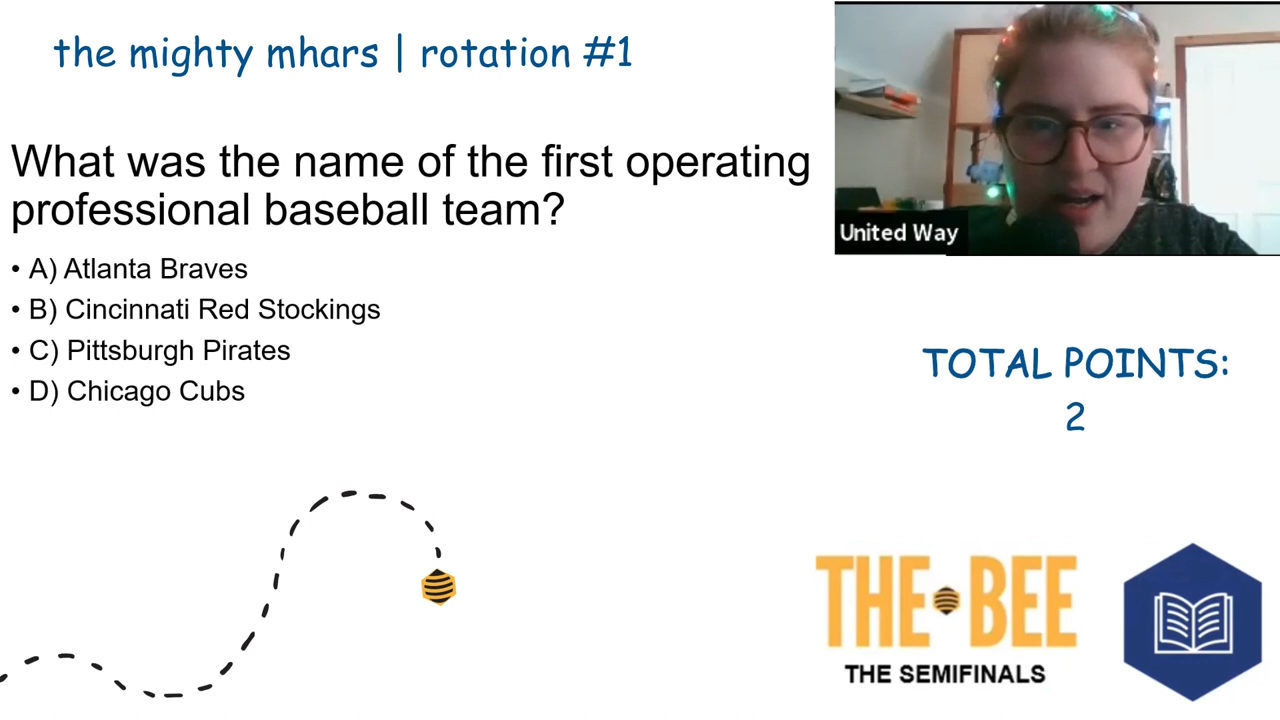 the mighty mhars | rotation #1
What was the name of the first operating
professional baseball team?
• A) Atlanta Braves
• B) Cincinnati Red Stockings
• C) Pittsburgh Pirates
• D) Chicago Cubs
United Way
TOTAL POINTS:
2
THE BEE
THE SEMIFINALS